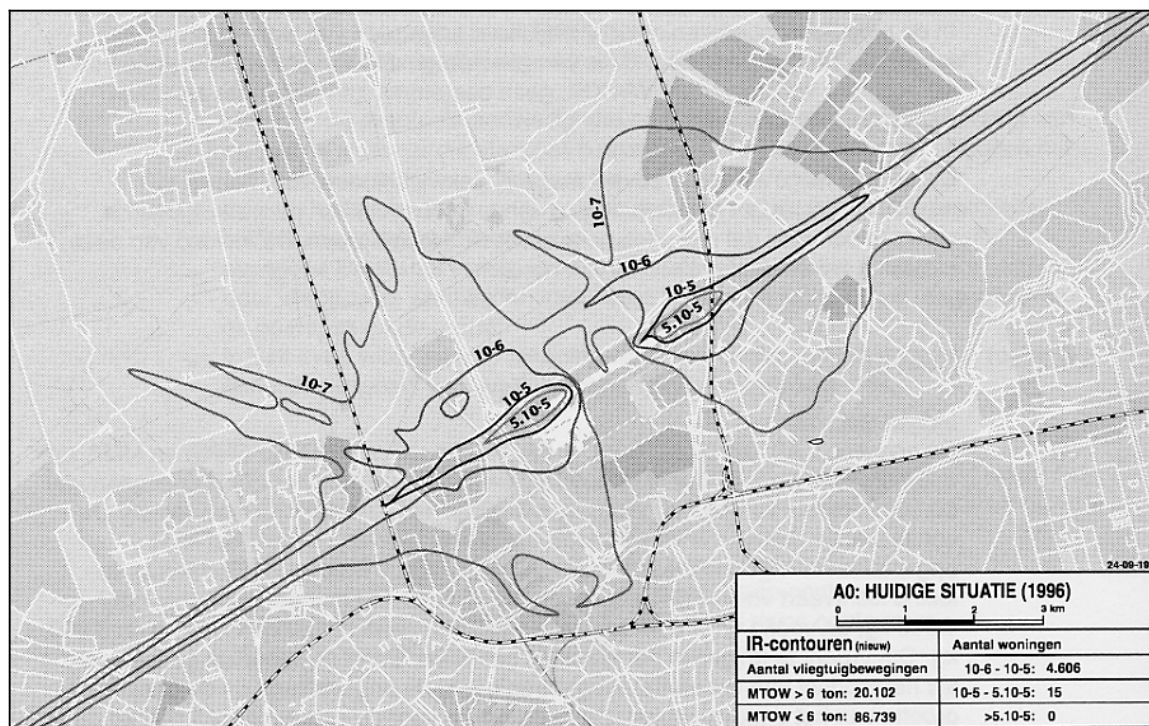 10-7
10-6
10-5
5.10-5
10-6
10-7
10-5
5.10-5
24-09-19
A0: HUIDIGE SITUATIE (1996)
0 1 2 3 km
IR-contouren (nieuw) Aantal woningen
Aantal vliegtuigbewegingen 10-6 - 10-5: 4.606
MTOW > 6 ton: 20.102 10-5 - 5.10-5: 15
MTOW < 6 ton: 86.739 >5.10-5: 0